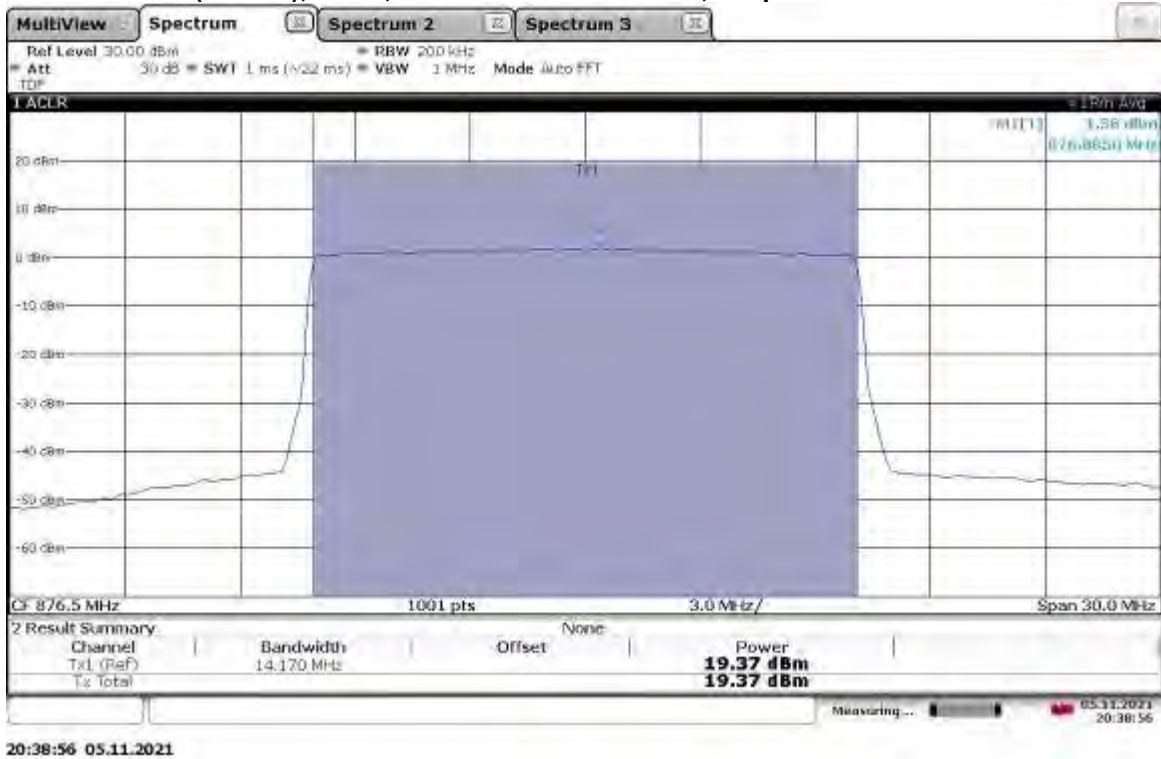 MultiView Spectrum Spectrum 2 Spectrum 3
Ref Level 30.00 dBm RBW 200 kHz
Att 30 dB SWT 1 ms (~22 ms) VBW 1 MHz Mode Auto FFT
TDF
1 ACLR 1Rm Avg
M1[1]
20 dBm
Tx1
10 dBm
0 dBm
-10 dBm
-20 dBm
-30 dBm
-40 dBm
-50 dBm
-60 dBm
CF 876.5 MHz 1001 pts 3.0 MHz/ Span 30.0 MHz
2 Result Summary None
Channel Bandwidth Offset Power
Tx1 (Ref) 14.170 MHz 19.37 dBm
Tx Total 19.37 dBm
Measuring... 05.11.2021
20:38:56
20:38:56 05.11.2021